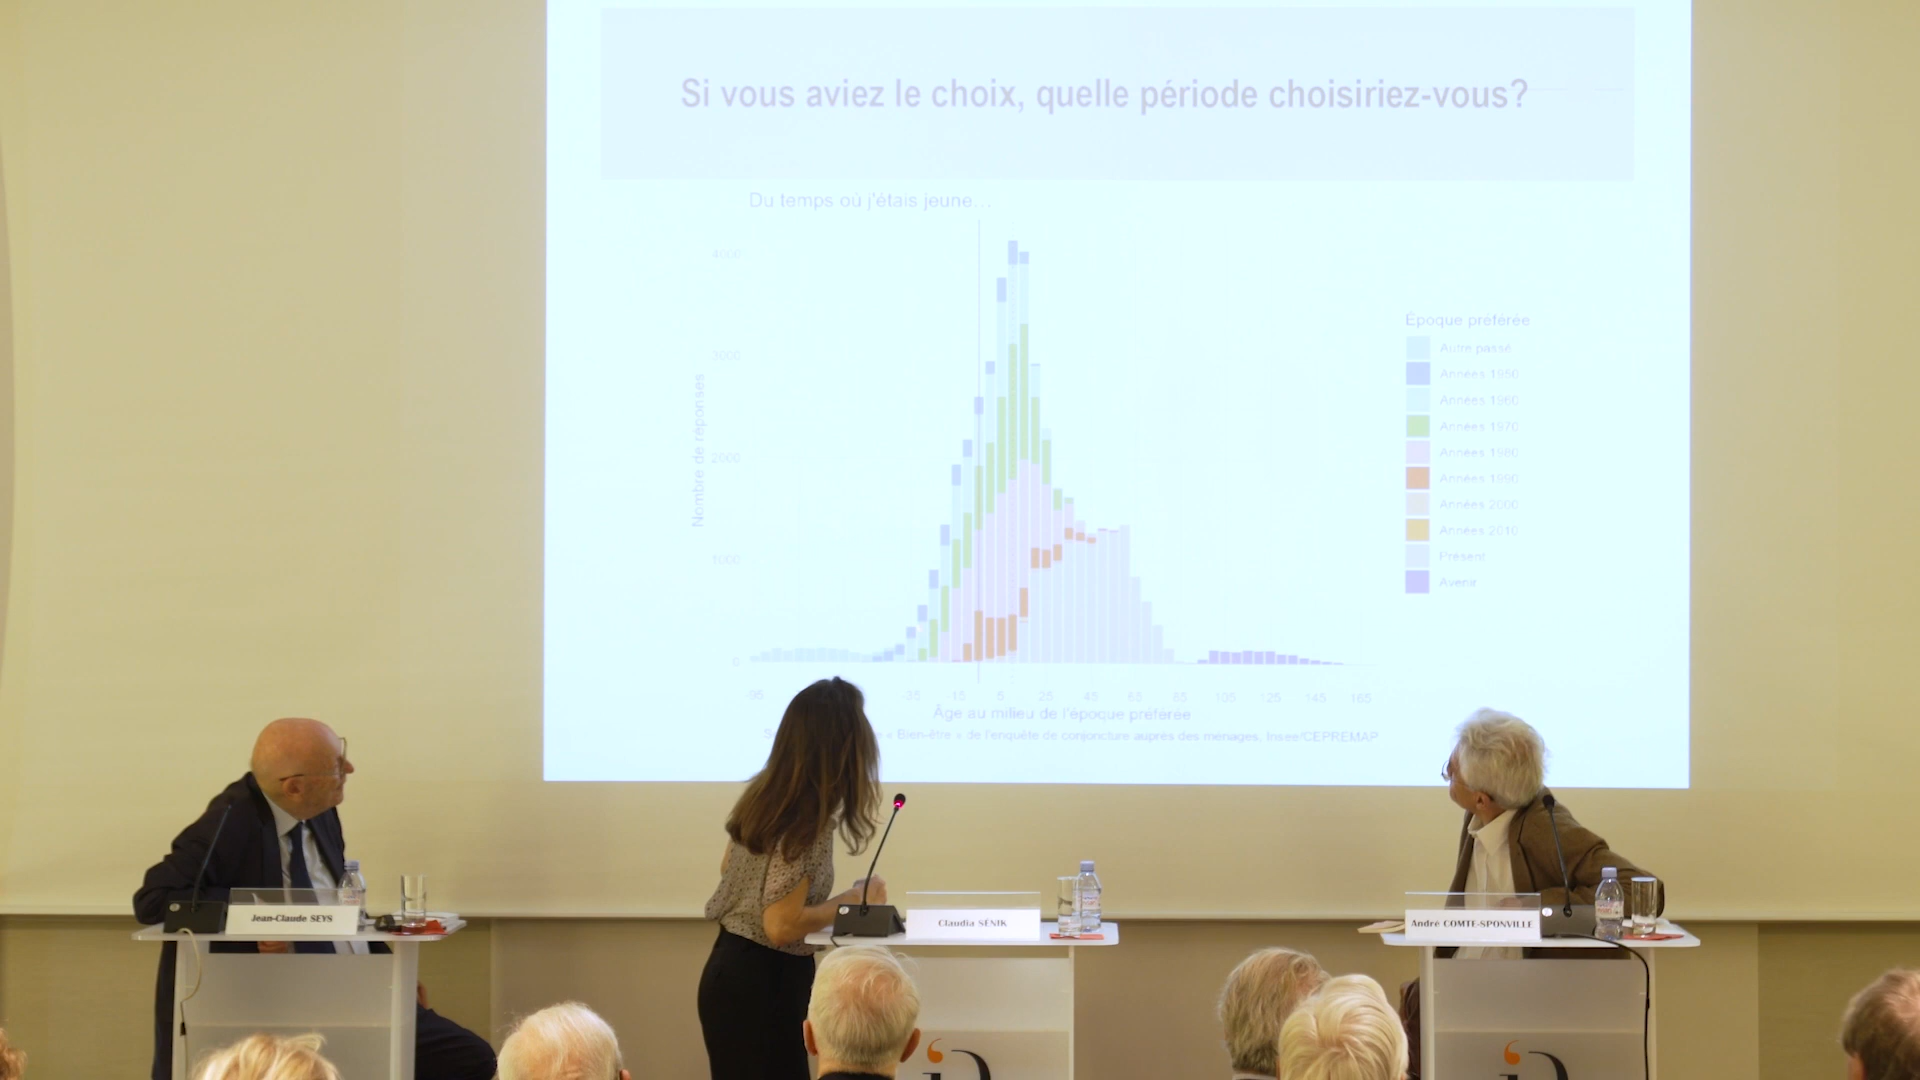 Si vous aviez le choix, quelle période choisiriez-vous?
Du temps où j'étais jeune...
4000
3000
2000
1000
0
Nombre de réponses
-95 -35 -15 5 25 45 65 85 105 125 145 165
Âge au milieu de l'époque préférée
« Bien-être » de l'enquête de conjoncture auprès des ménages, Insee/CEPREMAP
Époque préférée
Autre passé
Années 1950
Années 1960
Années 1970
Années 1980
Années 1990
Années 2000
Années 2010
Présent
Avenir
Jean-Claude SEYS
Claudia SÉNIK
André COMTE-SPONVILLE